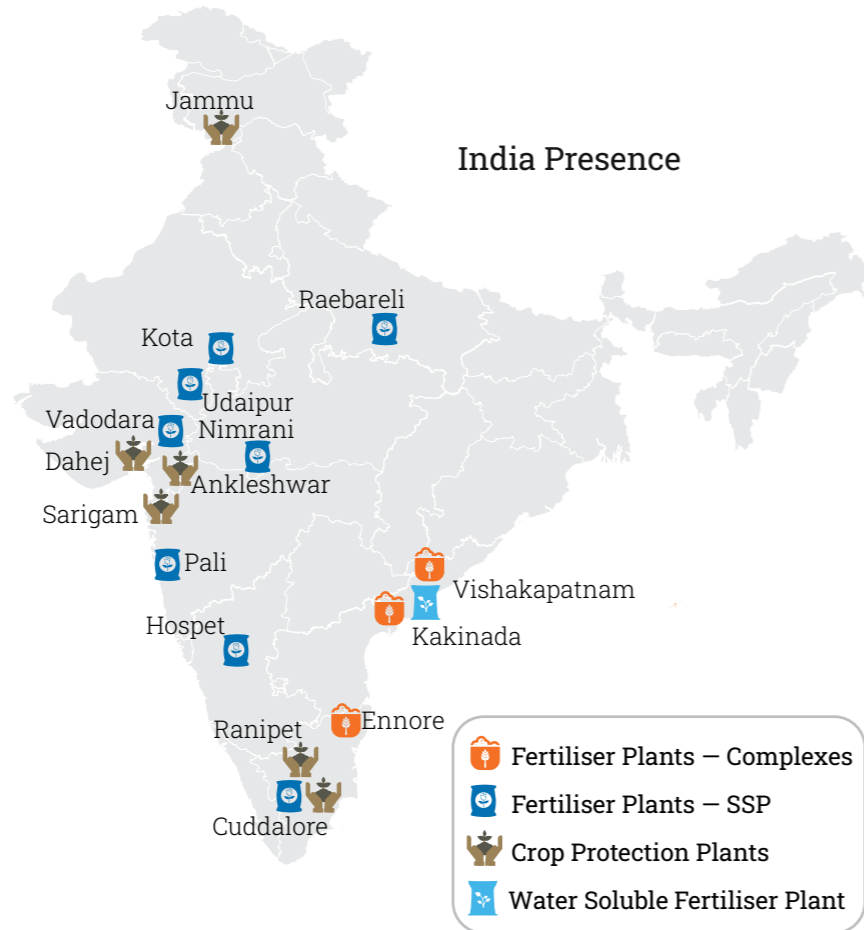 Jammu
India Presence
Raebareli
Kota
Udaipur
Vadodara
Nimrani
Dahej
Ankleshwar
Sarigam
Pali
Vishakapatnam
Hospet
Kakinada
Ranipet
Ennore
Cuddalore
Fertiliser Plants – Complexes
Fertiliser Plants – SSP
Crop Protection Plants
Water Soluble Fertiliser Plant